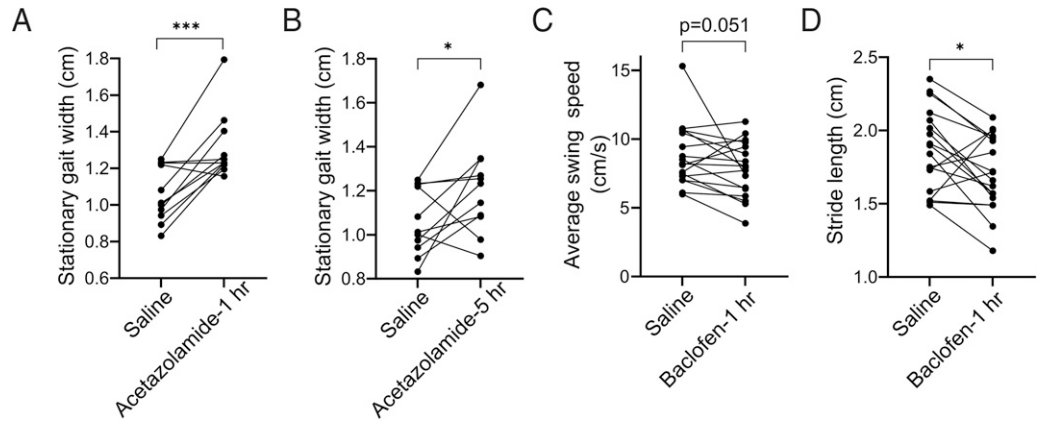 A
***
Stationary gait width (cm)
1.8
1.6
1.4
1.2
1.0
0.8
0.6
Saline
Acetazolamide-1 hr
B
*
Stationary gait width (cm)
1.8
1.6
1.4
1.2
1.0
0.8
Saline
Acetazolamide-5 hr
C
p=0.051
Average swing speed
(cm/s)
15
10
5
0
Saline
Baclofen-1 hr
D
*
Stride length (cm)
2.5
2.0
1.5
1.0
Saline
Baclofen-1 hr